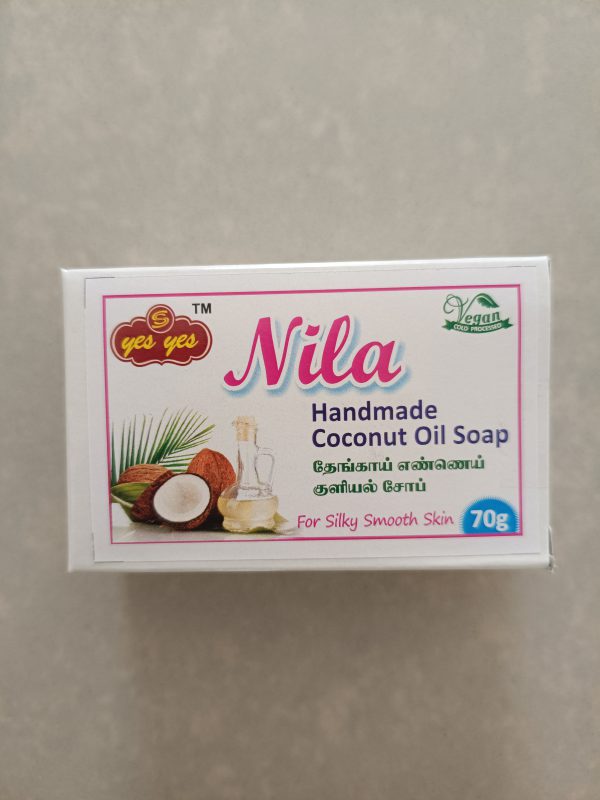 S
yes yes
TM
Nila
Vegan
COLD PROCESSED
Handmade
Coconut Oil Soap
தேங்காய் எண்ணெய்
குளியல் சோப்
For Silky Smooth Skin
70g